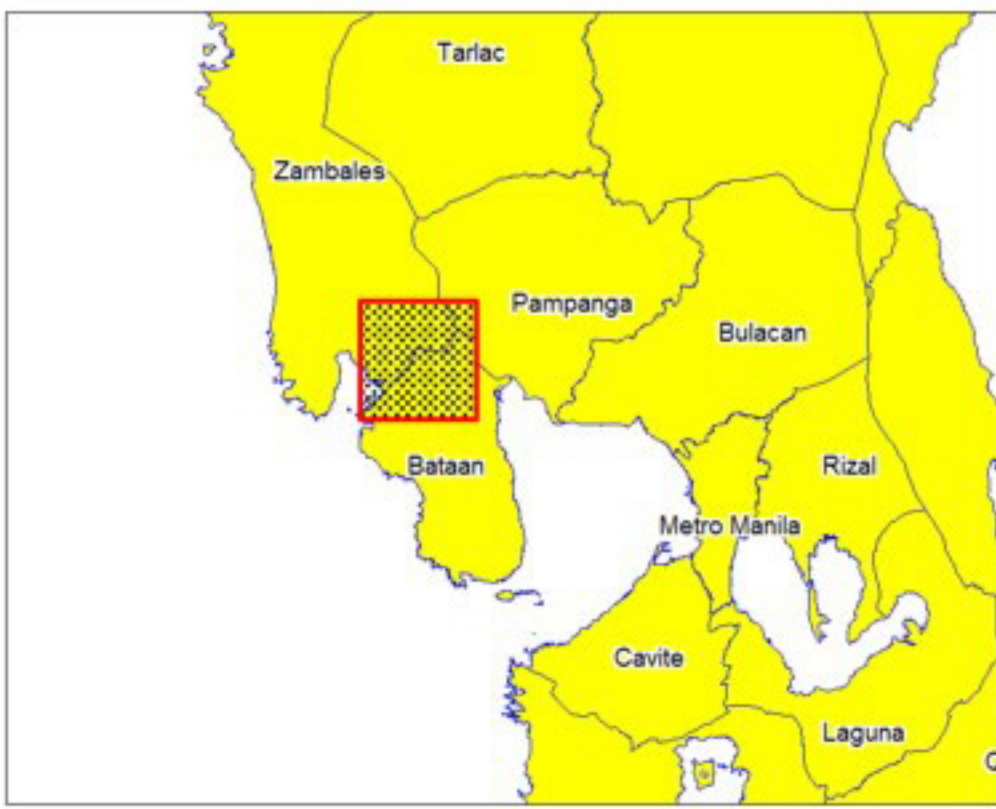 Tarlac
Zambales
Pampanga
Bulacan
Bataan
Rizal
Metro Manila
Cavite
Laguna